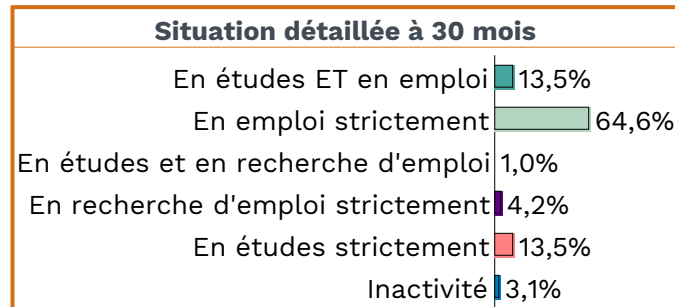 Situation détaillée à 30 mois
En études ET en emploi 13,5%
En emploi strictement 64,6%
En études et en recherche d'emploi 1,0%
En recherche d'emploi strictement 4,2%
En études strictement 13,5%
Inactivité 3,1%